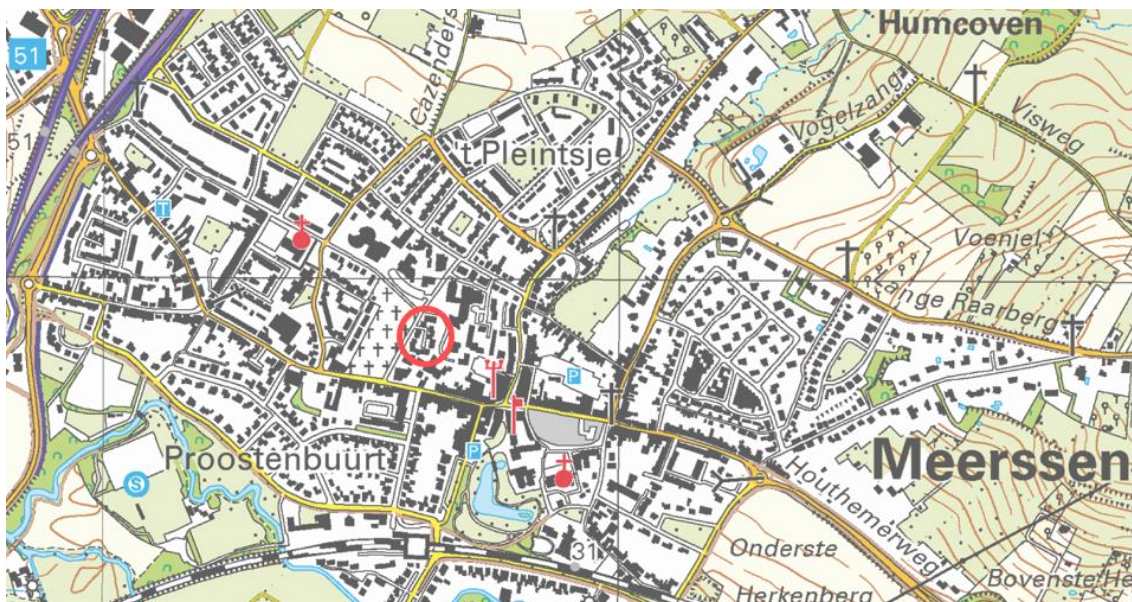 Humcoven
51
Cazenders
51
Vogelzang
Visweg
't Pleintsje
T
Voenjel
Lange Raarberg
P
Proostenbuurt
P
Meerssen
S
Houthemerweg
31
Onderste
Herkenberg
Bovenste He